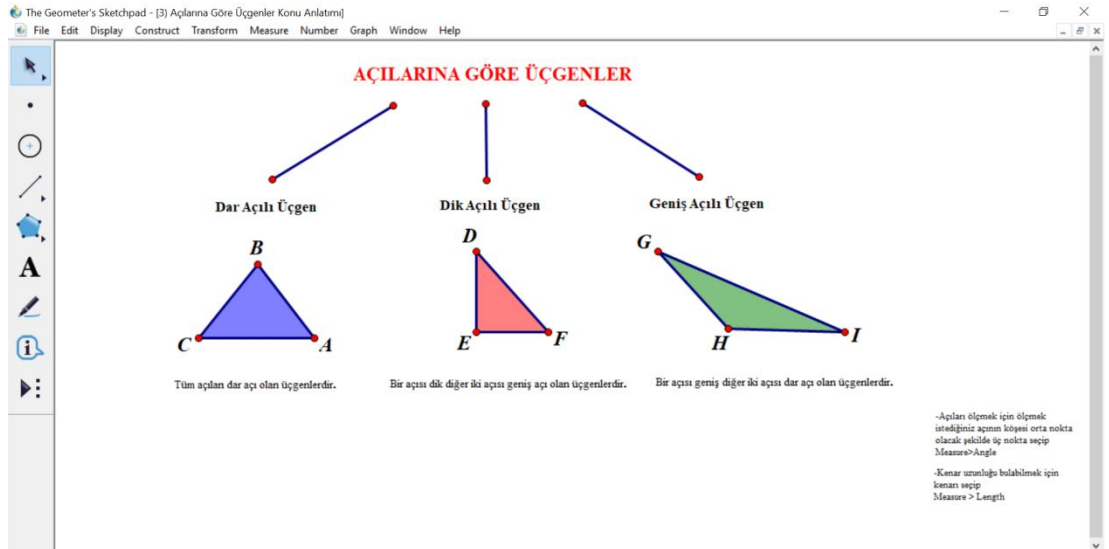 The Geometer's Sketchpad - [3) Açılarına Göre Üçgenler Konu Anlatımı]
File Edit Display Construct Transform Measure Number Graph Window Help
AÇILARINA GÖRE ÜÇGENLER
Dar Açılı Üçgen
Dik Açılı Üçgen
Geniş Açılı Üçgen
B
C
A
D
E
F
G
H
I
Tüm açıları dar açı olan üçgenlerdir.
Bir açısı dik diğer iki açısı geniş açı olan üçgenlerdir.
Bir açısı geniş diğer iki açısı dar açı olan üçgenlerdir.
A
-Açıları ölçmek için ölçmek
istediğiniz açının köşesi orta nokta
olacak şekilde üç nokta seçip
Measure>Angle
-Kenar uzunluğu bulabilmek için
kenarı seçip
Measure > Length